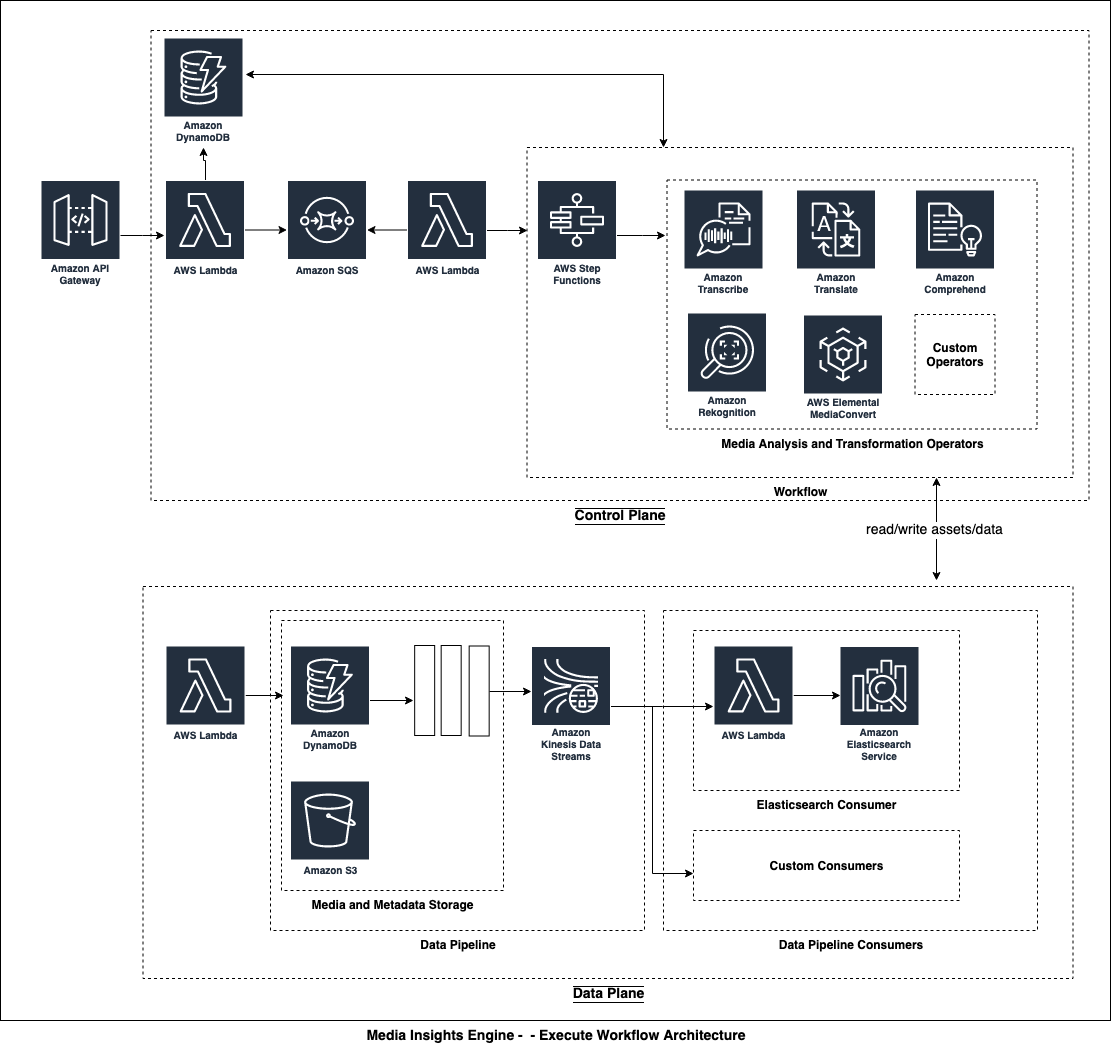 Amazon
DynamoDB
Amazon API
Gateway
AWS Lambda
Amazon SQS
AWS Lambda
AWS Step
Functions
Amazon
Transcribe
A
文
Amazon
Translate
Amazon
Comprehend
Amazon
Rekognition
AWS Elemental
MediaConvert
Custom
Operators
Media Analysis and Transformation Operators
Workflow
Control Plane
read/write assets/data
AWS Lambda
Amazon
DynamoDB
Amazon S3
Media and Metadata Storage
Data Pipeline
Amazon
Kinesis Data
Streams
AWS Lambda
Amazon
Elasticsearch
Service
Elasticsearch Consumer
Custom Consumers
Data Pipeline Consumers
Data Plane
Media Insights Engine - - Execute Workflow Architecture